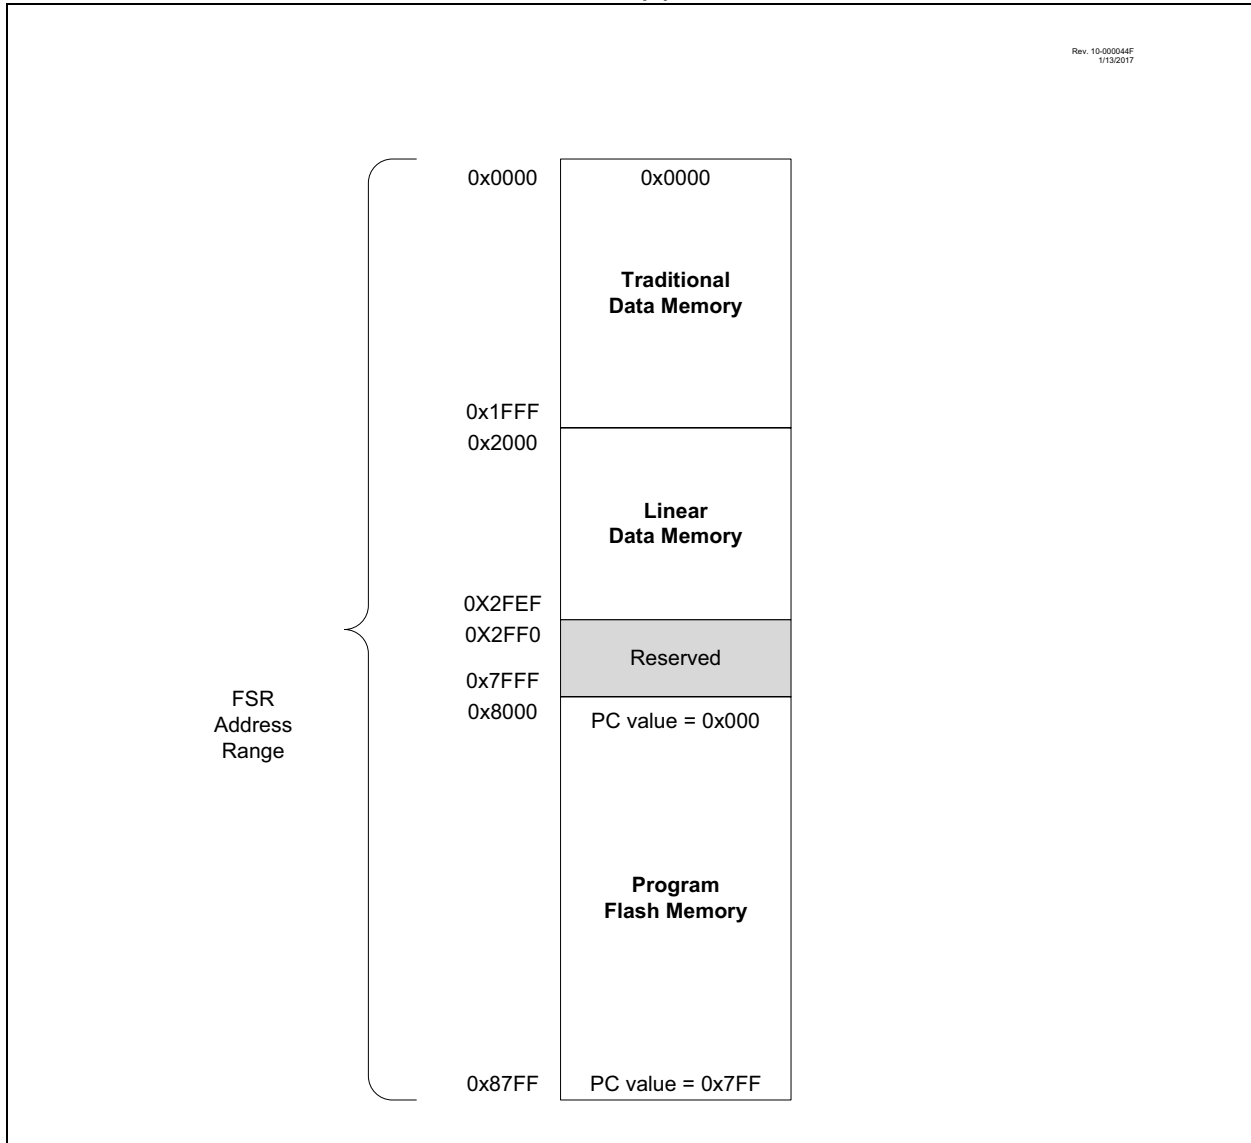 Rev. 10-000044F
1/13/2017
0x0000
0x0000
Traditional
Data Memory
0x1FFF
0x2000
Linear
Data Memory
0X2FEF
0X2FF0
Reserved
0x7FFF
0x8000
PC value = 0x000
FSR
Address
Range
Program
Flash Memory
0x87FF
PC value = 0x7FF